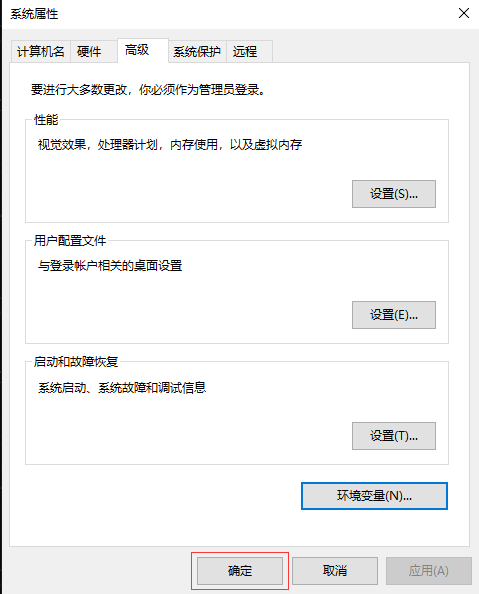 系统属性
计算机名 硬件 高级 系统保护 远程
要进行大多数更改，你必须作为管理员登录。
性能
视觉效果，处理器计划，内存使用，以及虚拟内存
设置(S)...
用户配置文件
与登录帐户相关的桌面设置
设置(E)...
启动和故障恢复
系统启动、系统故障和调试信息
设置(T)...
环境变量(N)...
确定 取消 应用(A)